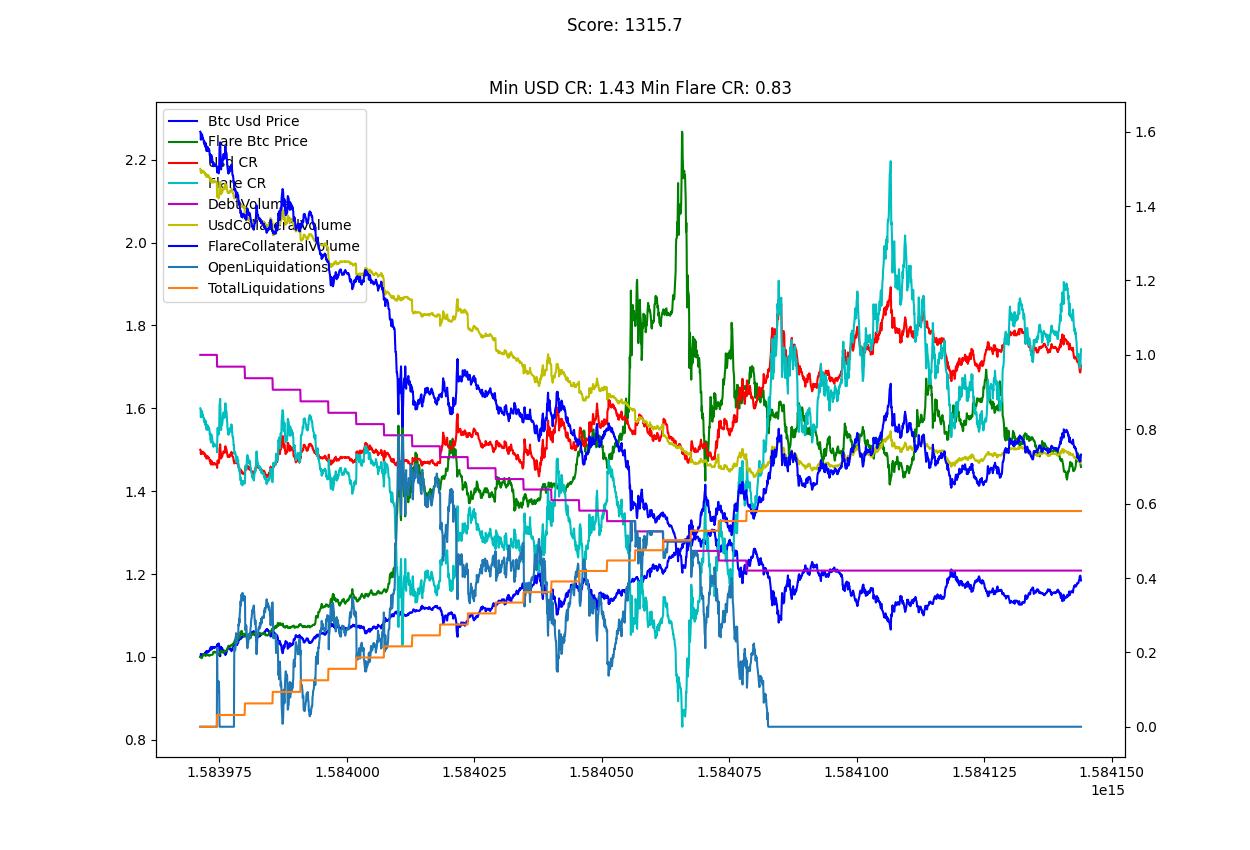 Score: 1315.7
Min USD CR: 1.43 Min Flare CR: 0.83
Btc Usd Price
Flare Btc Price
Usd CR
Flare CR
DebtVolume
UsdCollateralVolume
FlareCollateralVolume
OpenLiquidations
TotalLiquidations
2.2
2.0
1.8
1.6
1.4
1.2
1.0
0.8
1.6
1.4
1.2
1.0
0.8
0.6
0.4
0.2
0.0
1.583975
1.584000
1.584025
1.584050
1.584075
1.584100
1.584125
1.584150
1e15